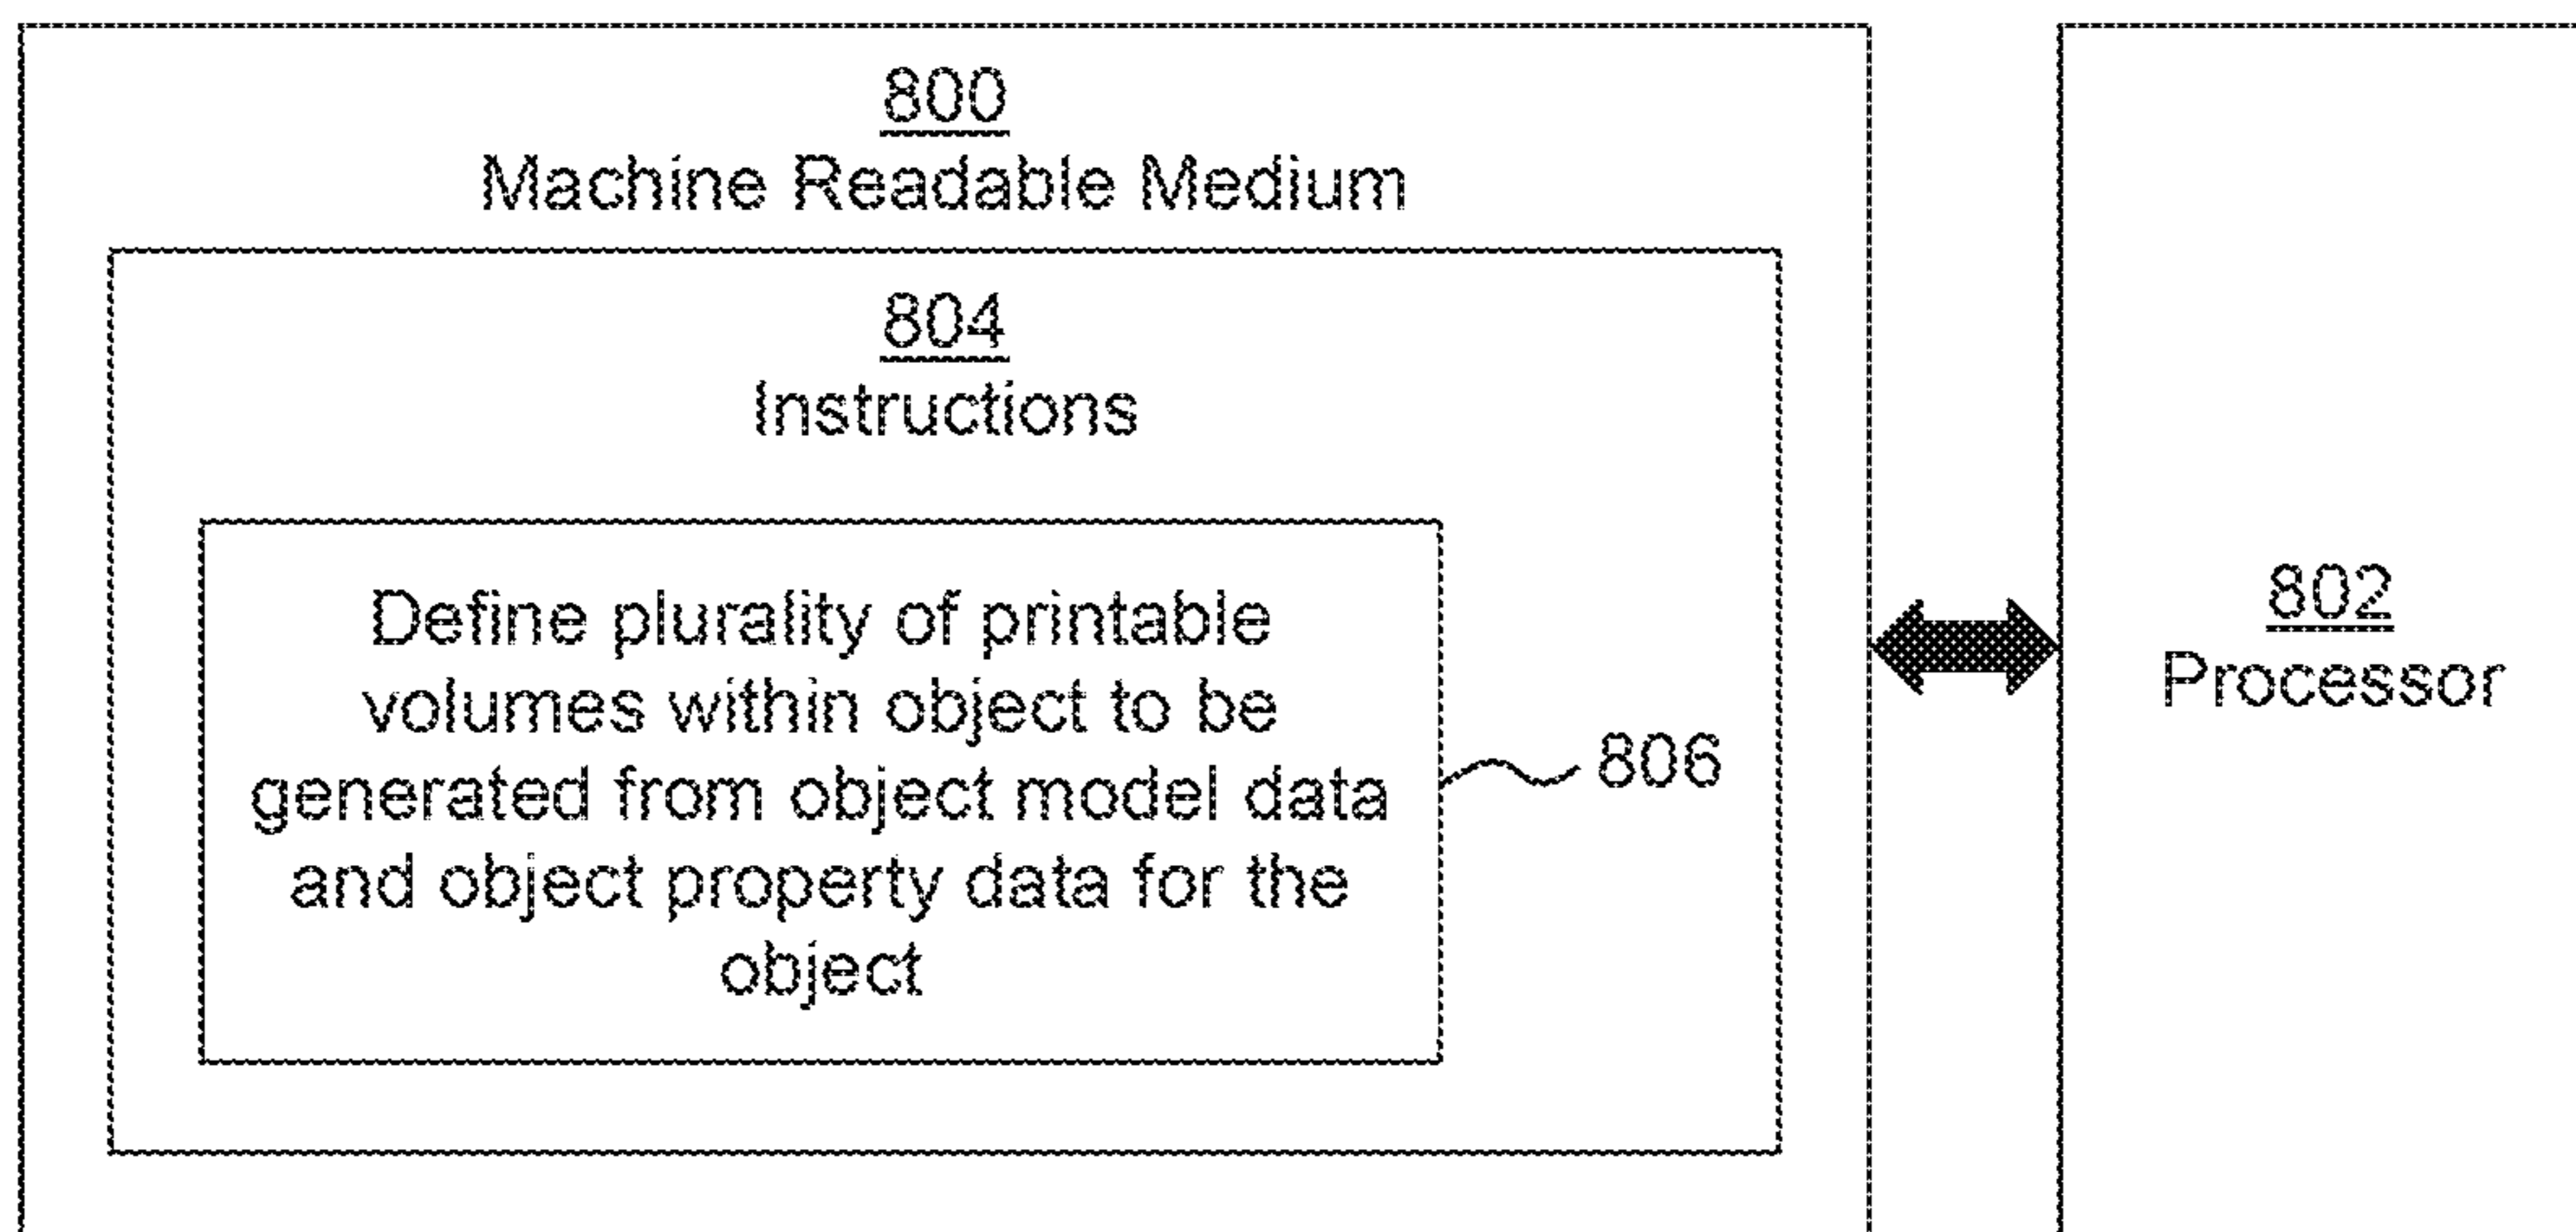 800
Machine Readable Medium
804
Instructions
Define plurality of printable
volumes within object to be
generated from object model data
and object property data for the
object
806
802
Processor